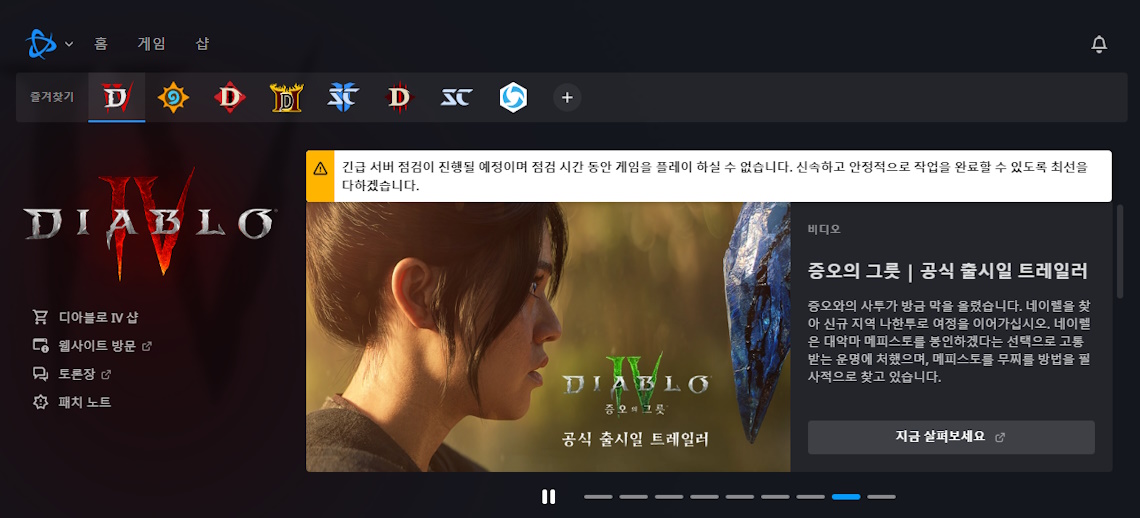 홈 게임 샵
즐겨찾기
긴급 서버 점검이 진행될 예정이며 점검 시간 동안 게임을 플레이 하실 수 없습니다. 신속하고 안정적으로 작업을 완료할 수 있도록 최선을
다하겠습니다.
DIABLO
IV
디아블로 IV 샵
웹사이트 방문
토론장
패치 노트
DIABLO
IV
증오의 그릇
공식 출시일 트레일러
비디오
증오의 그릇 | 공식 출시일 트레일러
증오와의 사투가 방금 막을 올렸습니다. 네이렐을 찾
아 신규 지역 나한투로 여정을 이어가십시오. 네이렐
은 대악마 메피스토를 봉인하겠다는 선택으로 고통
받는 운명에 처했으며, 메피스토를 무찌를 방법을 필
사적으로 찾고 있습니다.
지금 살펴보세요